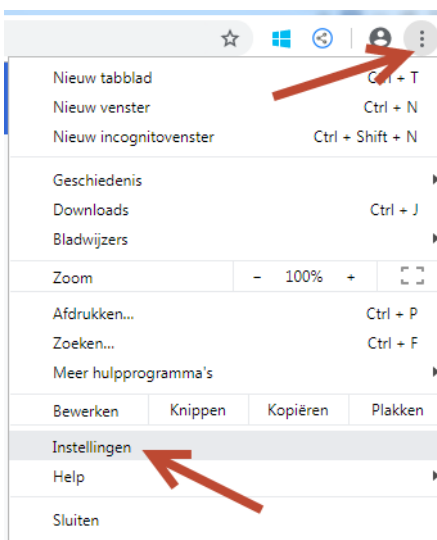 Nieuw tabblad Ctrl + T
Nieuw venster Ctrl + N
Nieuw incognitovenster Ctrl + Shift + N
Geschiedenis
Downloads Ctrl + J
Bladwijzers
Zoom - 100% +
Afdrukken... Ctrl + P
Zoeken... Ctrl + F
Meer hulpprogramma's
Bewerken Knippen Kopiëren Plakken
Instellingen
Help
Sluiten